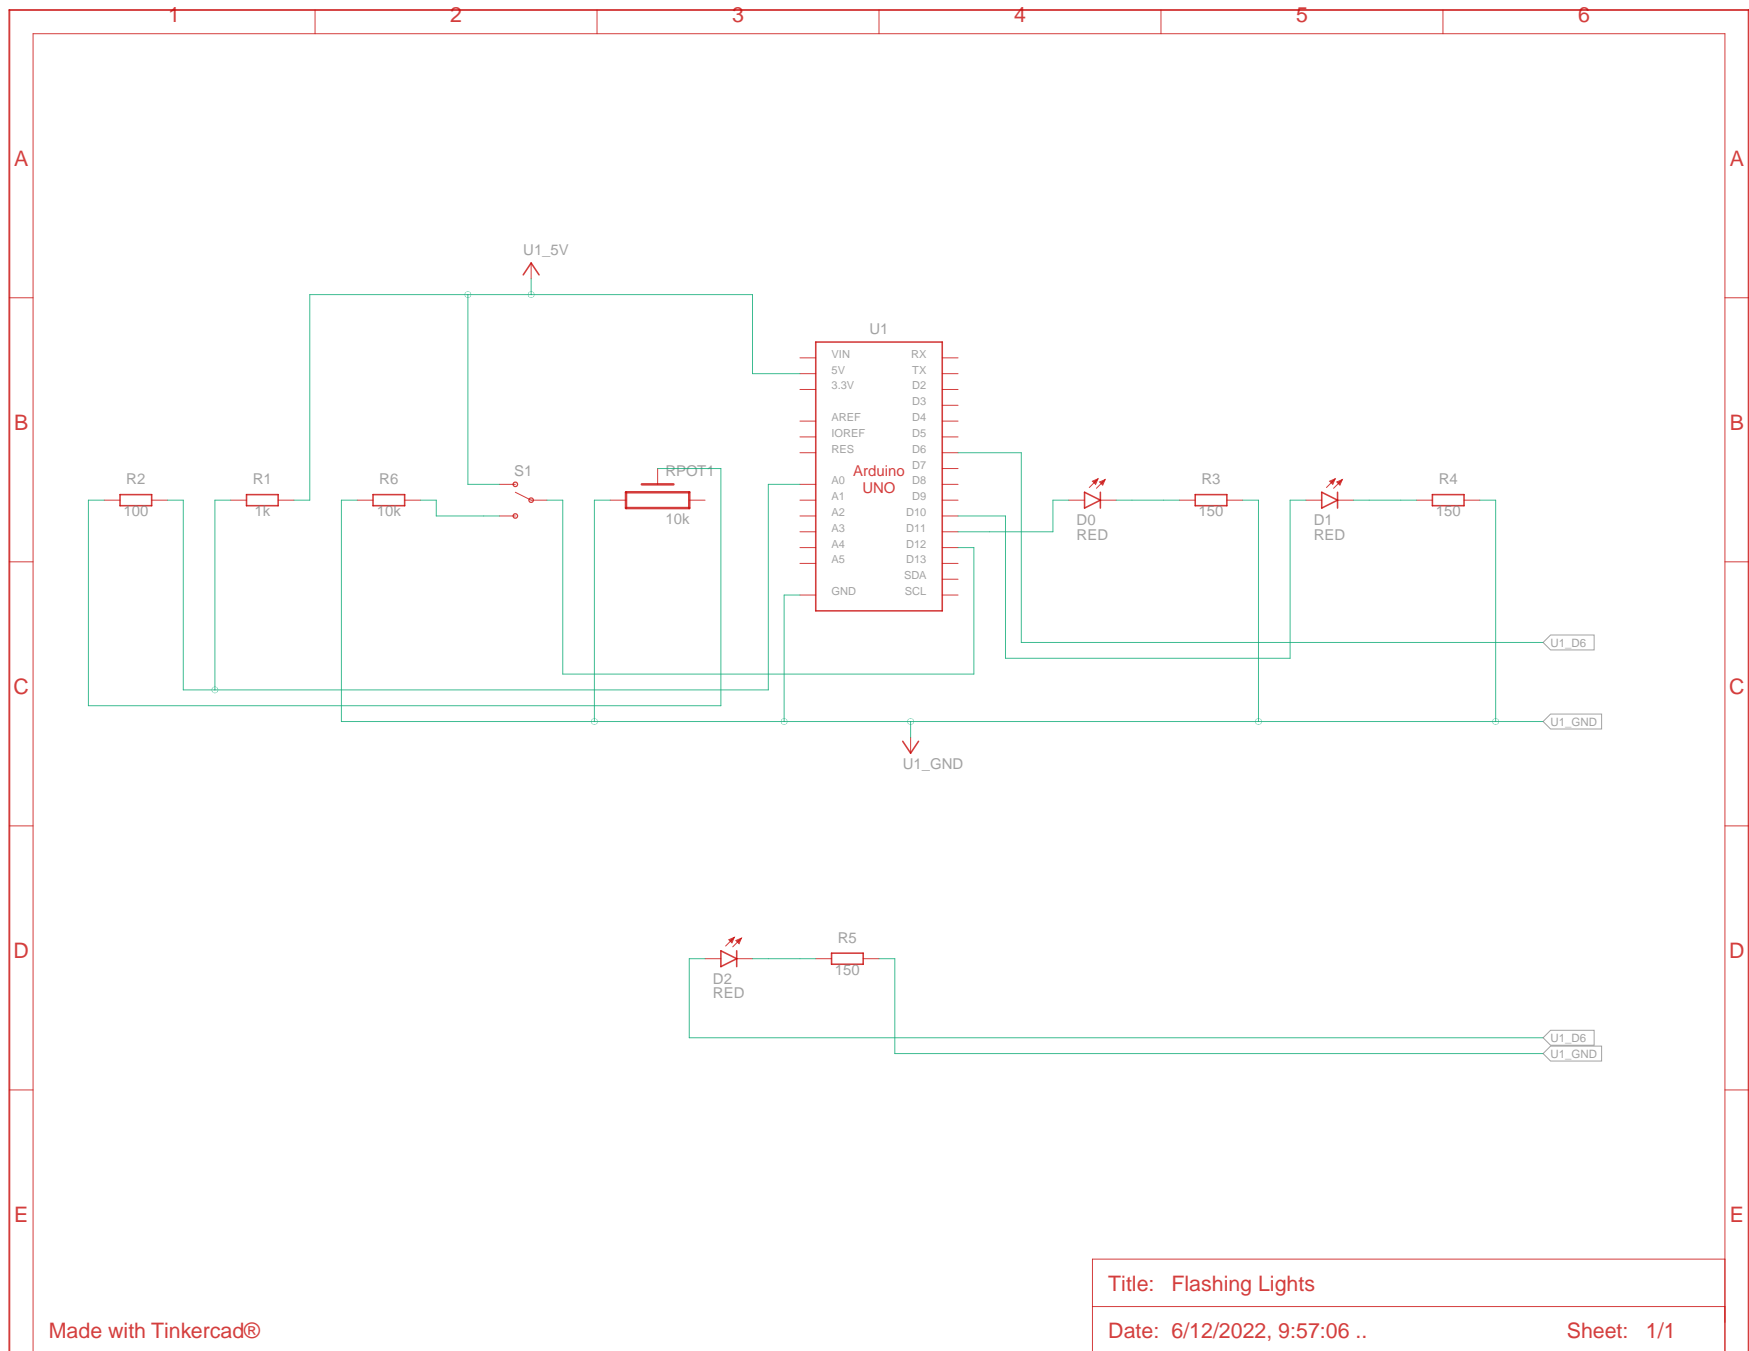 1 2 3 4 5 6
A A
U1_5V
U1
VIN RX
5V TX
3.3V D2
D3
AREF D4
IOREF D5
RES D6
D7
A0 D8
A1 D9
A2 D10
A3 D11
A4 D12
A5 D13
SDA
GND SCL
Arduino
UNO
B B
R2
100
R1
1k
R6
10k
S1
RPOT1
10k
D0
RED
R3
150
D1
RED
R4
150
U1_D6
C C
U1_GND
U1_GND
D D
D2
RED
R5
150
U1_D6
U1_GND
E E
Title: Flashing Lights
Made with Tinkercad®
Date: 6/12/2022, 9:57:06 .. Sheet: 1/1